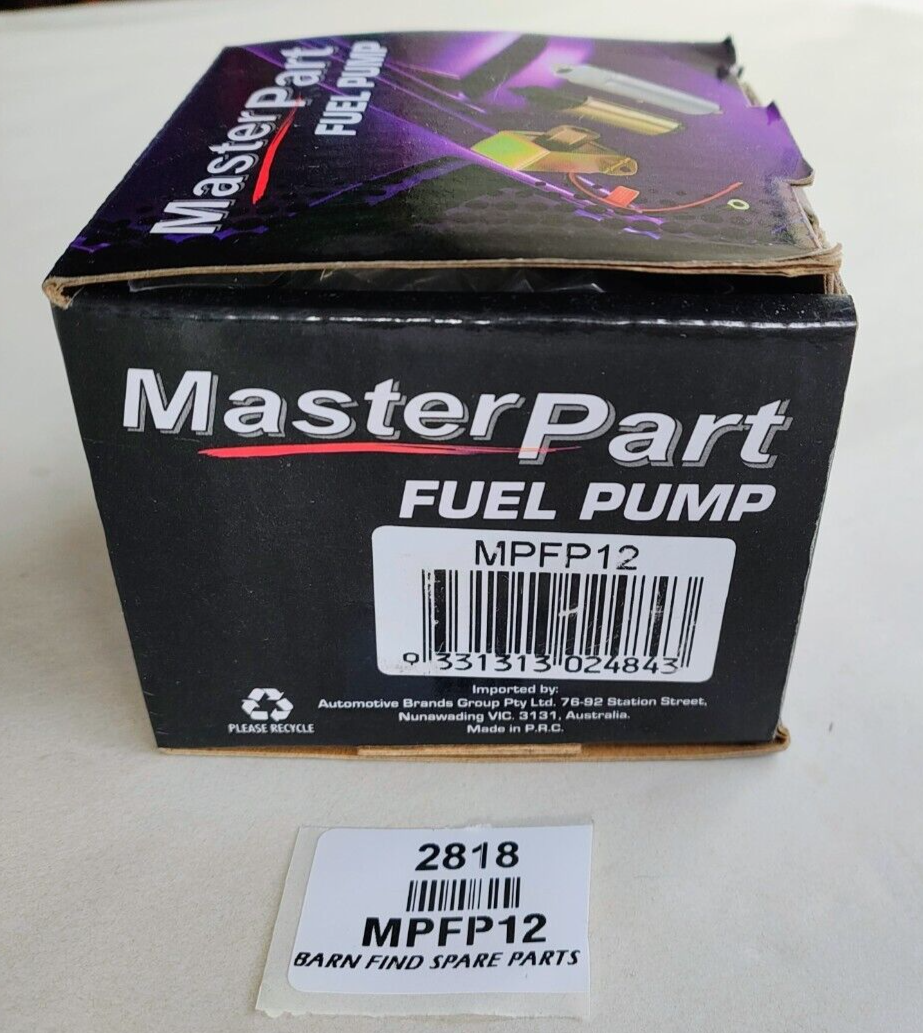 MasterPart
FUEL PUMP
MasterPart
FUEL PUMP
MPFP12
9 331313 024843
Imported by:
Automotive Brands Group Pty Ltd. 76-92 Station Street,
Nunawading VIC. 3131, Australia.
Made in P.R.C.
PLEASE RECYCLE
2818
MPFP12
BARN FIND SPARE PARTS